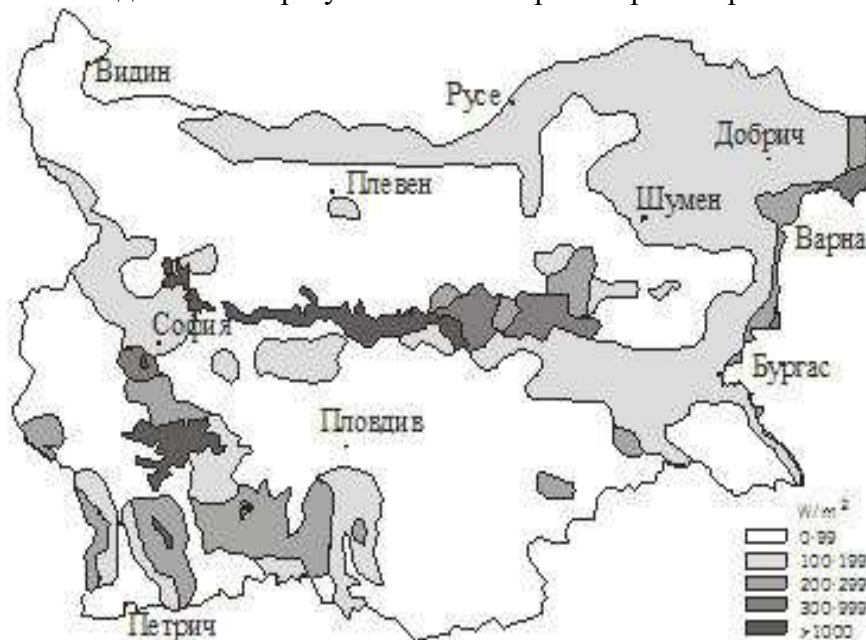 Видин
Русе
Добрич
Плевен
Шумен
Варна
София
Бургас
Пловдив
W/m²
0-99
100-199
200-299
300-999
>1000
Петрич